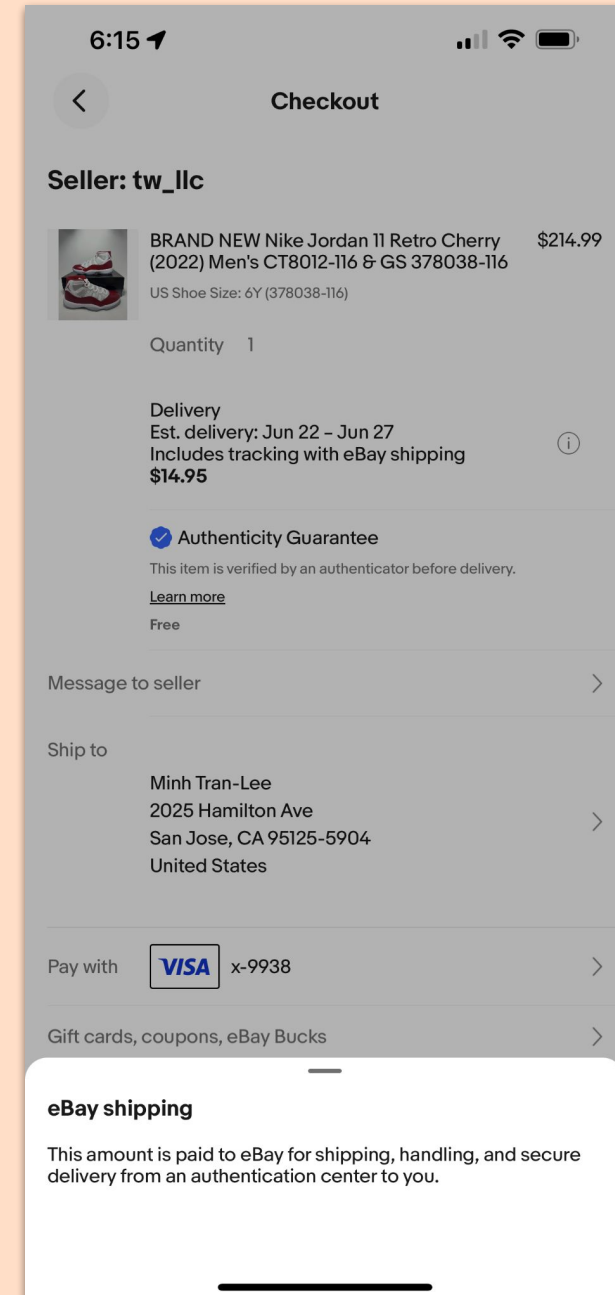 6:15
Checkout
Seller: tw_llc
BRAND NEW Nike Jordan 11 Retro Cherry $214.99
(2022) Men's CT8012-116 & GS 378038-116
US Shoe Size: 6Y (378038-116)
Quantity 1
Delivery
Est. delivery: Jun 22 – Jun 27
Includes tracking with eBay shipping
$14.95
Authenticity Guarantee
This item is verified by an authenticator before delivery.
Learn more
Free
Message to seller
Ship to
Minh Tran-Lee
2025 Hamilton Ave
San Jose, CA 95125-5904
United States
Pay with VISA x-9938
Gift cards, coupons, eBay Bucks
eBay shipping
This amount is paid to eBay for shipping, handling, and secure
delivery from an authentication center to you.